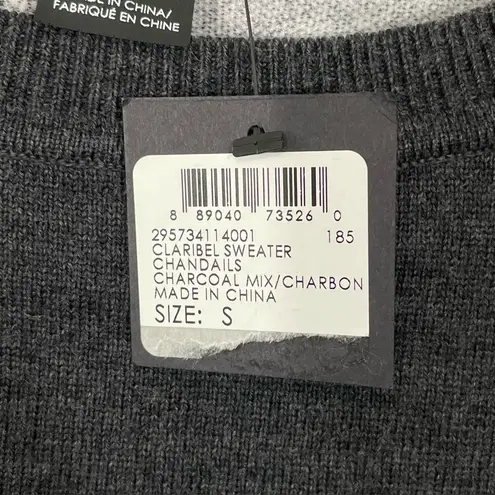 IN CHINA/
FABRIQUÉ EN CHINE
8 89040 73526 0
295734114001 185
CLARIBEL SWEATER
CHANDAILS
CHARCOAL MIX/CHARBON
MADE IN CHINA
SIZE: S